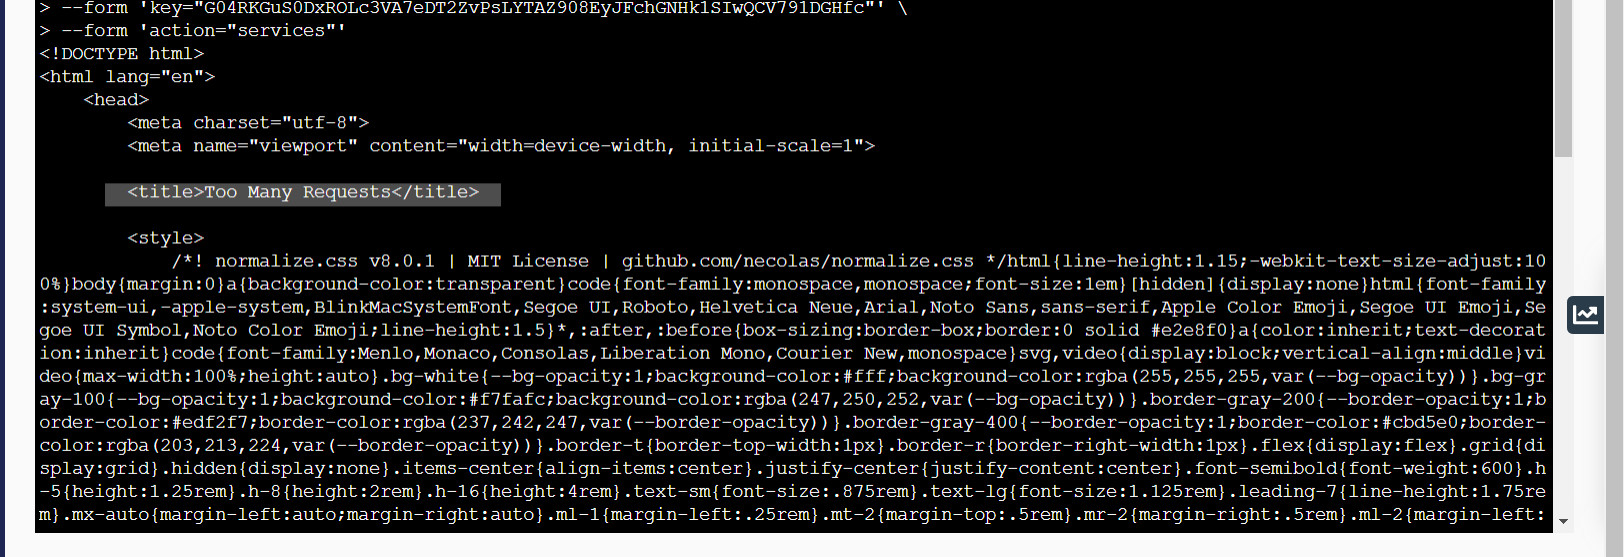 > --form 'key="G04RKGuS0DxROLc3VA7eDT2ZvPsLYTAZ908EyJFchGNHk1SIwQCV791DGHfc"' \
> --form 'action="services"'
<!DOCTYPE html>
<html lang="en">
<head>
<meta charset="utf-8">
<meta name="viewport" content="width=device-width, initial-scale=1">
<title>Too Many Requests</title>
<style>
/*! normalize.css v8.0.1 | MIT License | github.com/necolas/normalize.css */html{line-height:1.15;-webkit-text-size-adjust:10
0%}body{margin:0}a{background-color:transparent}code{font-family:monospace,monospace;font-size:1em}[hidden]{display:none}html{font-family
:system-ui,-apple-system,BlinkMacSystemFont,Segoe UI,Roboto,Helvetica Neue,Arial,Noto Sans,sans-serif,Apple Color Emoji,Segoe UI Emoji,Se
goe UI Symbol,Noto Color Emoji;line-height:1.5}*,:after,:before{box-sizing:border-box;border:0 solid #e2e8f0}a{color:inherit;text-decorat
ion:inherit}code{font-family:Menlo,Monaco,Consolas,Liberation Mono,Courier New,monospace}svg,video{display:block;vertical-align:middle}vi
deo{max-width:100%;height:auto}.bg-white{--bg-opacity:1;background-color:#fff;background-color:rgba(255,255,255,var(--bg-opacity))}.bg-gr
ay-100{--bg-opacity:1;background-color:#f7fafc;background-color:rgba(247,250,252,var(--bg-opacity))}.border-gray-200{--border-opacity:1;b
order-color:#edf2f7;border-color:rgba(237,242,247,var(--border-opacity))}.border-gray-400{--border-opacity:1;border-color:#cbd5e0;border-
color:rgba(203,213,224,var(--border-opacity))}.border-t{border-top-width:1px}.border-r{border-right-width:1px}.flex{display:flex}.grid{di
splay:grid}.hidden{display:none}.items-center{align-items:center}.justify-center{justify-content:center}.font-semibold{font-weight:600}.h
-5{height:1.25rem}.h-8{height:2rem}.h-16{height:4rem}.text-sm{font-size:.875rem}.text-lg{font-size:1.125rem}.leading-7{line-height:1.75re
m}.mx-auto{margin-left:auto;margin-right:auto}.ml-1{margin-left:.25rem}.mt-2{margin-top:.5rem}.mr-2{margin-right:.5rem}.ml-2{margin-left: